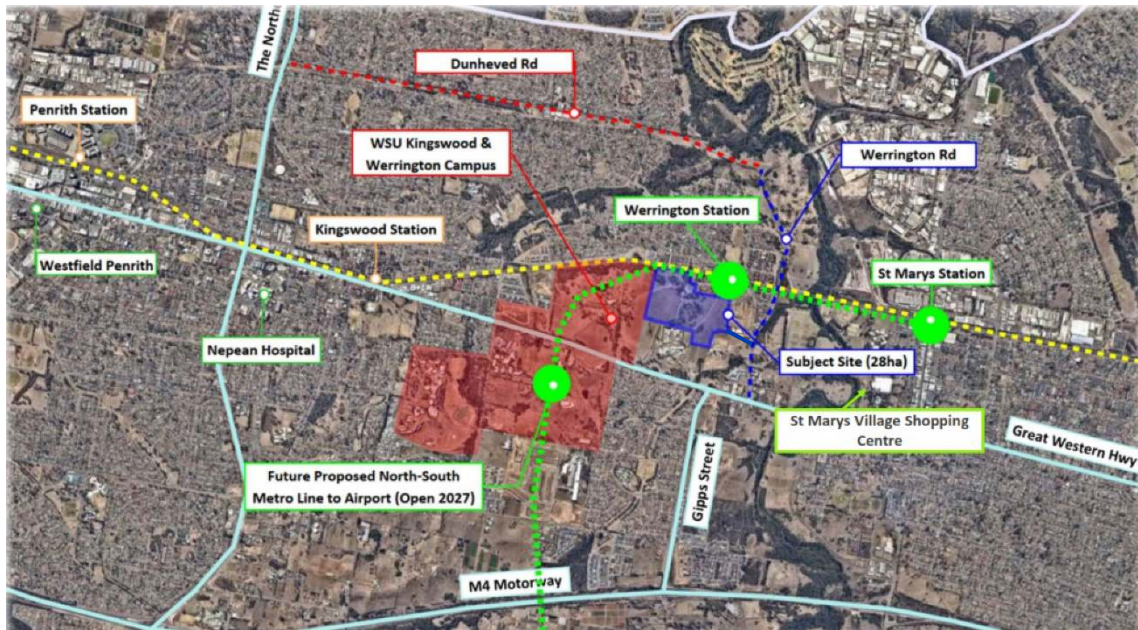 The North
Dunheved Rd
Penrith Station
WSU Kingswood &
Werrington Campus
Werrington Rd
Werrington Station
Kingswood Station
Westfield Penrith
St Marys Station
Nepean Hospital
Subject Site (28ha)
St Marys Village Shopping
Centre
Great Western Hwy
Future Proposed North-South
Metro Line to Airport (Open 2027)
Gipps Street
M4 Motorway